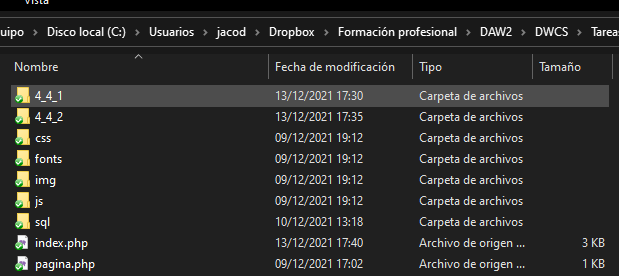 Vista
uipo > Disco local (C:) > Usuarios > jacod > Dropbox > Formación profesional > DAW2 > DWCS > Tareas
Nombre Fecha de modificación Tipo Tamaño
4_4_1 13/12/2021 17:30 Carpeta de archivos
4_4_2 13/12/2021 17:35 Carpeta de archivos
css 09/12/2021 19:12 Carpeta de archivos
fonts 09/12/2021 19:12 Carpeta de archivos
img 09/12/2021 19:12 Carpeta de archivos
js 09/12/2021 19:12 Carpeta de archivos
sql 10/12/2021 13:18 Carpeta de archivos
index.php 13/12/2021 17:40 Archivo de origen ... 3 KB
pagina.php 09/12/2021 17:02 Archivo de origen ... 1 KB